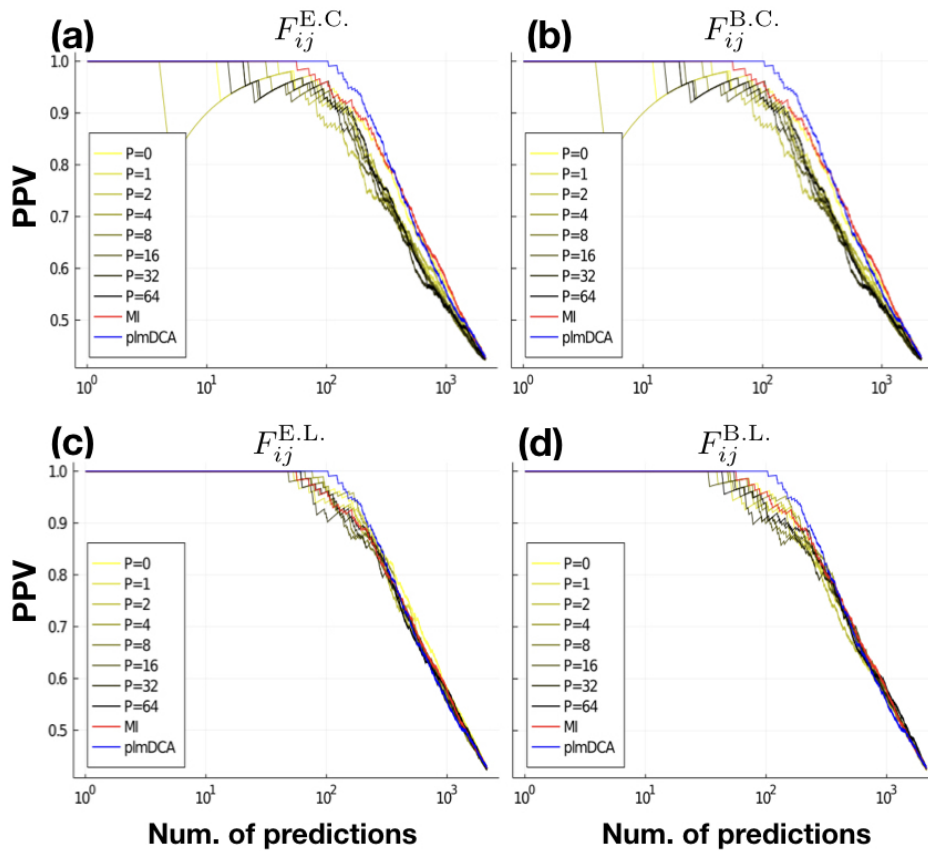 (a) F_{ij}^{E.C.} (b) F_{ij}^{B.C.}
1.0
0.9
0.8
0.7
0.6
0.5
PPV
P=0
P=1
P=2
P=4
P=8
P=16
P=32
P=64
MI
plmDCA
10^0 10^1 10^2 10^3
P=0
P=1
P=2
P=4
P=8
P=16
P=32
P=64
MI
plmDCA
10^0 10^1 10^2 10^3
(c) F_{ij}^{E.L.} (d) F_{ij}^{B.L.}
1.0
0.9
0.8
0.7
0.6
0.5
PPV
P=0
P=1
P=2
P=4
P=8
P=16
P=32
P=64
MI
plmDCA
10^0 10^1 10^2 10^3
P=0
P=1
P=2
P=4
P=8
P=16
P=32
P=64
MI
plmDCA
10^0 10^1 10^2 10^3
Num. of predictions Num. of predictions